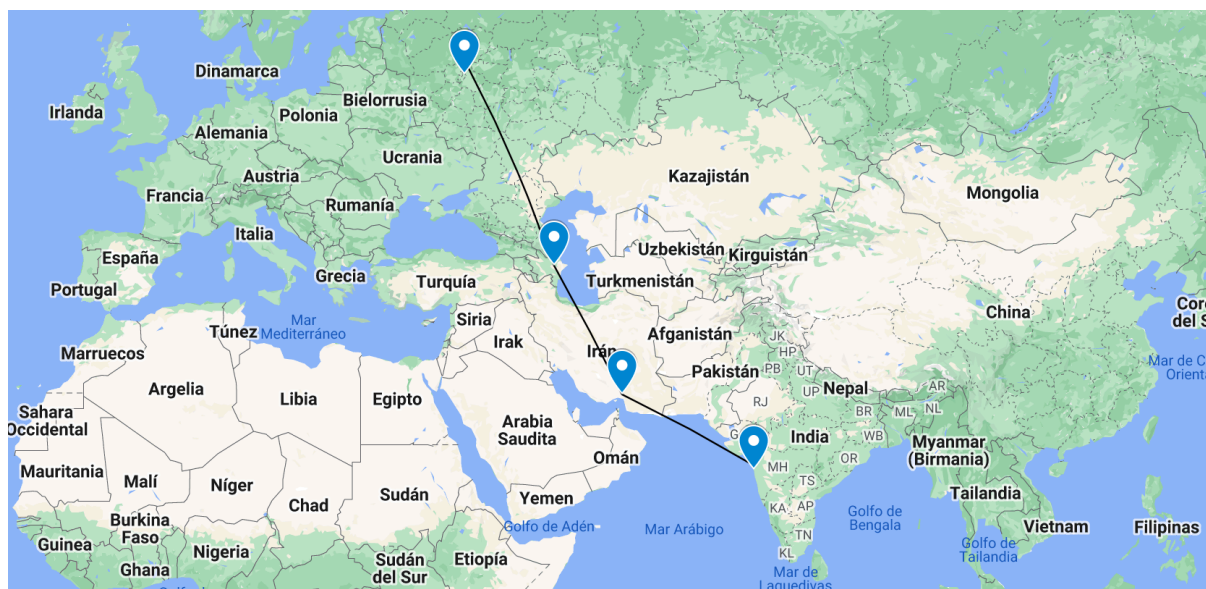 Dinamarca
Irlanda
Bielorrusia
Polonia
Alemania
Ucrania
Austria
Kazajistán
Francia
Mongolia
Rumanía
Italia
España
Uzbekistán
Kirguistán
Grecia
Turquía
Turkmenistán
Portugal
China
Mar
Mediterráneo
Túnez
Siria
Afganistán
Irak
Irán
Marruecos
JK
HP
Pakistán
PB
UT
Nepal
UP
AR
Argelia
Libia
Egipto
RJ
BR
ML
NL
Sahara
Occidental
Arabia
Saudita
G
India
WB
Myanmar
(Birmania)
Omán
OR
MH
Mauritania
Malí
Níger
Sudán
TS
Tailandia
Chad
Yemen
KA
AP
Golfo de
Bengala
Burkina
Faso
Golfo de Adén
Mar Arábigo
TN
Vietnam
Filipinas
Guinea
Nigeria
Golfo de
Tailandia
KL
Ghana
Sudán
del Sur
Etiopía
Mar de
Laquedivas
Mar de C
Orient
Cor
del S